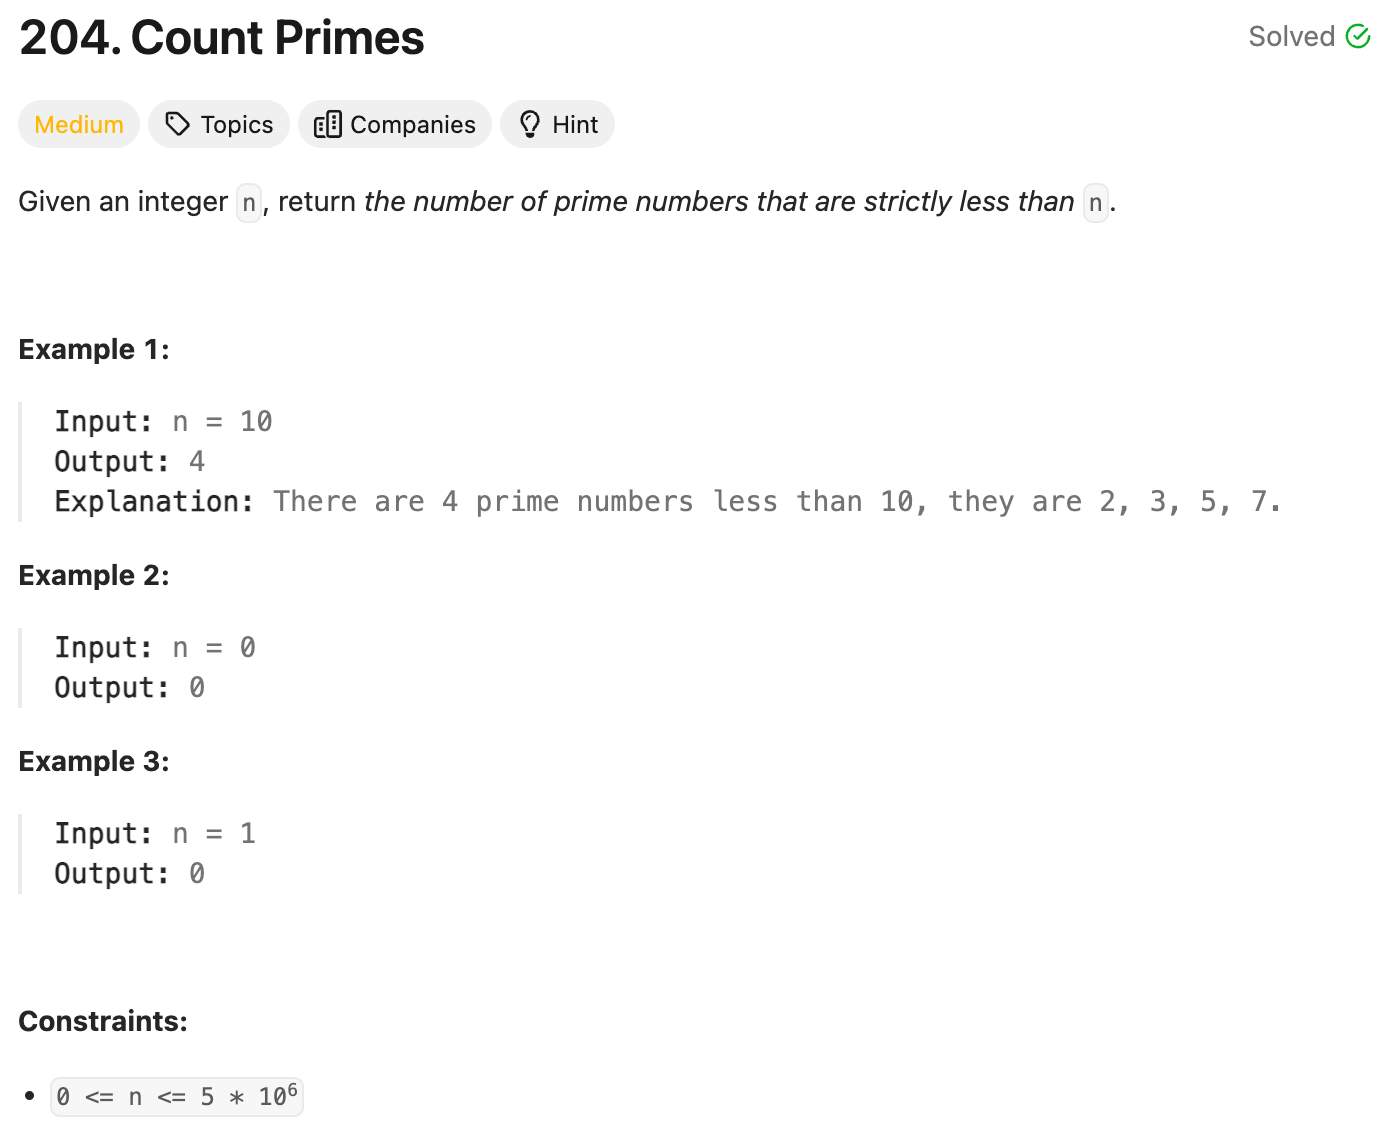 204. Count Primes
Solved
Medium Topics Companies Hint
Given an integer n, return the number of prime numbers that are strictly less than n.
Example 1:
Input: n = 10
Output: 4
Explanation: There are 4 prime numbers less than 10, they are 2, 3, 5, 7.
Example 2:
Input: n = 0
Output: 0
Example 3:
Input: n = 1
Output: 0
Constraints:
• 0 <= n <= 5 * 10⁶